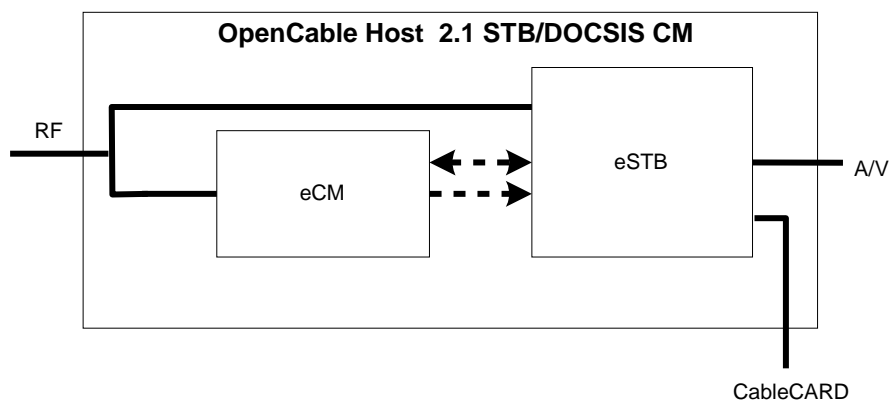 OpenCable Host 2.1 STB/DOCSIS CM
RF
eSTB
A/V
eCM
CableCARD